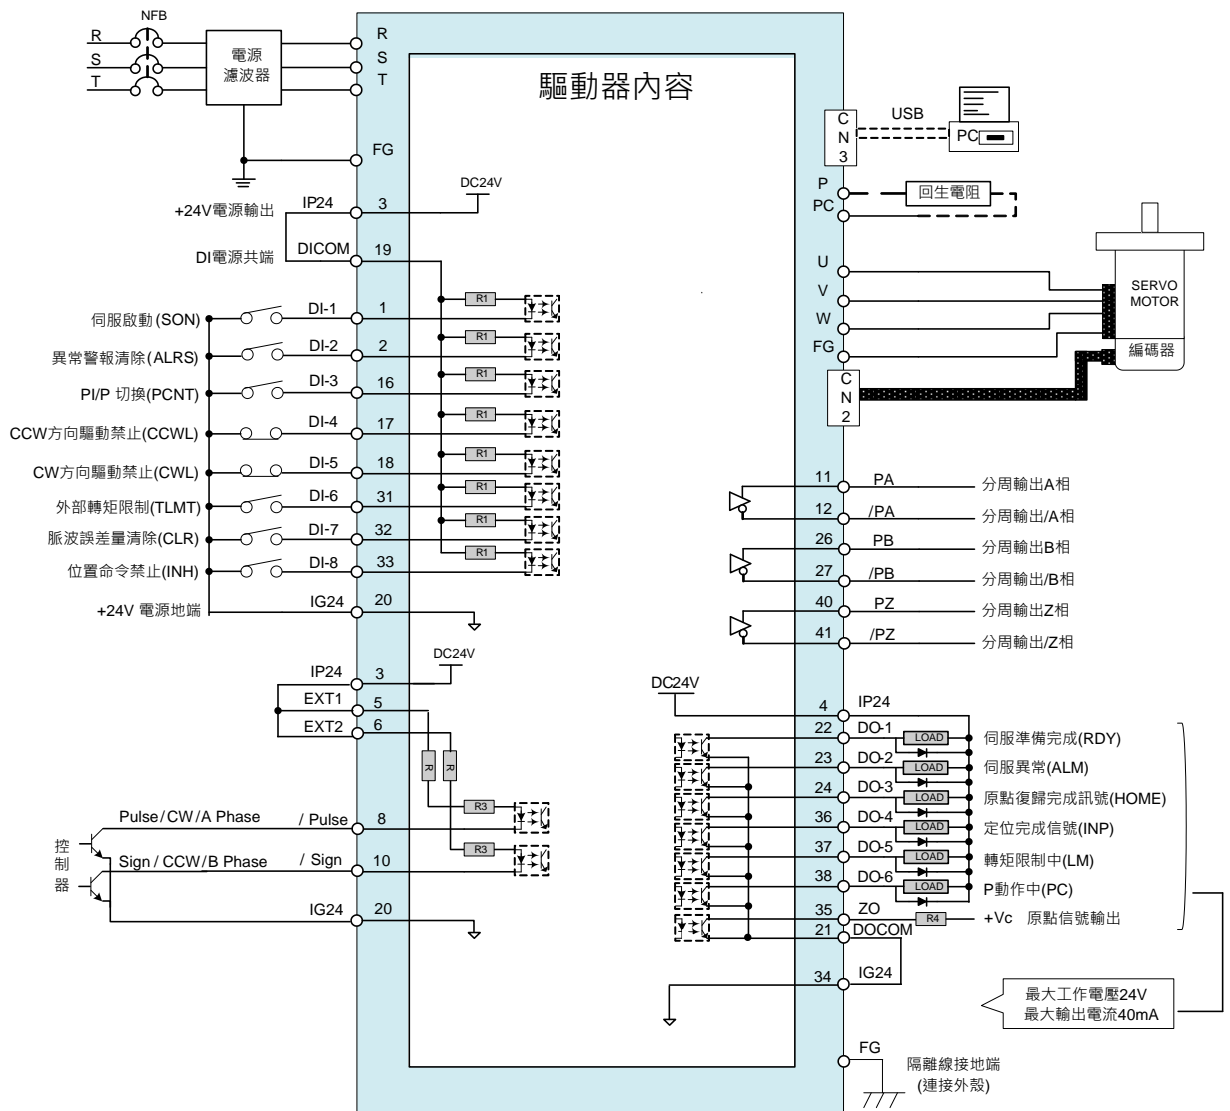 NFB
R
S
T
電源
濾波器
R
S
T
FG
驅動器內容
C
N
3
USB
PC
P
PC
回生電阻
+24V電源輸出
IP24
3
DC24V
DI電源共端
DICOM
19
U
V
W
FG
SERVO
MOTOR
編碼器
C
N
2
R1
伺服啟動(SON)
DI-1
1
R1
異常警報清除(ALRS)
DI-2
2
R1
PI/P 切換(PCNT)
DI-3
16
R1
CCW方向驅動禁止(CCWL)
DI-4
17
R1
CW方向驅動禁止(CWL)
DI-5
18
R1
外部轉矩限制(TLMT)
DI-6
31
R1
脈波誤差量清除(CLR)
DI-7
32
R1
位置命令禁止(INH)
DI-8
33
+24V 電源地端
IG24
20
11
PA
分周輸出A相
12
/PA
分周輸出/A相
26
PB
分周輸出B相
27
/PB
分周輸出/B相
40
PZ
分周輸出Z相
41
/PZ
分周輸出/Z相
DC24V
IP24
3
EXT1
5
EXT2
6
R
R
R3
Pulse/CW/A Phase
/ Pulse
8
R3
Sign / CCW/B Phase
/ Sign
10
控
制
器
IG24
20
DC24V
4
IP24
22
DO-1
LOAD
伺服準備完成(RDY)
23
DO-2
LOAD
伺服異常(ALM)
24
DO-3
LOAD
原點復歸完成訊號(HOME)
36
DO-4
LOAD
定位完成信號(INP)
37
DO-5
LOAD
轉矩限制中(LM)
38
DO-6
LOAD
P動作中(PC)
35
ZO
R4
+Vc 原點信號輸出
21
DOCOM
34
IG24
最大工作電壓24V
最大輸出電流40mA
FG
隔離線接地端
(連接外殼)